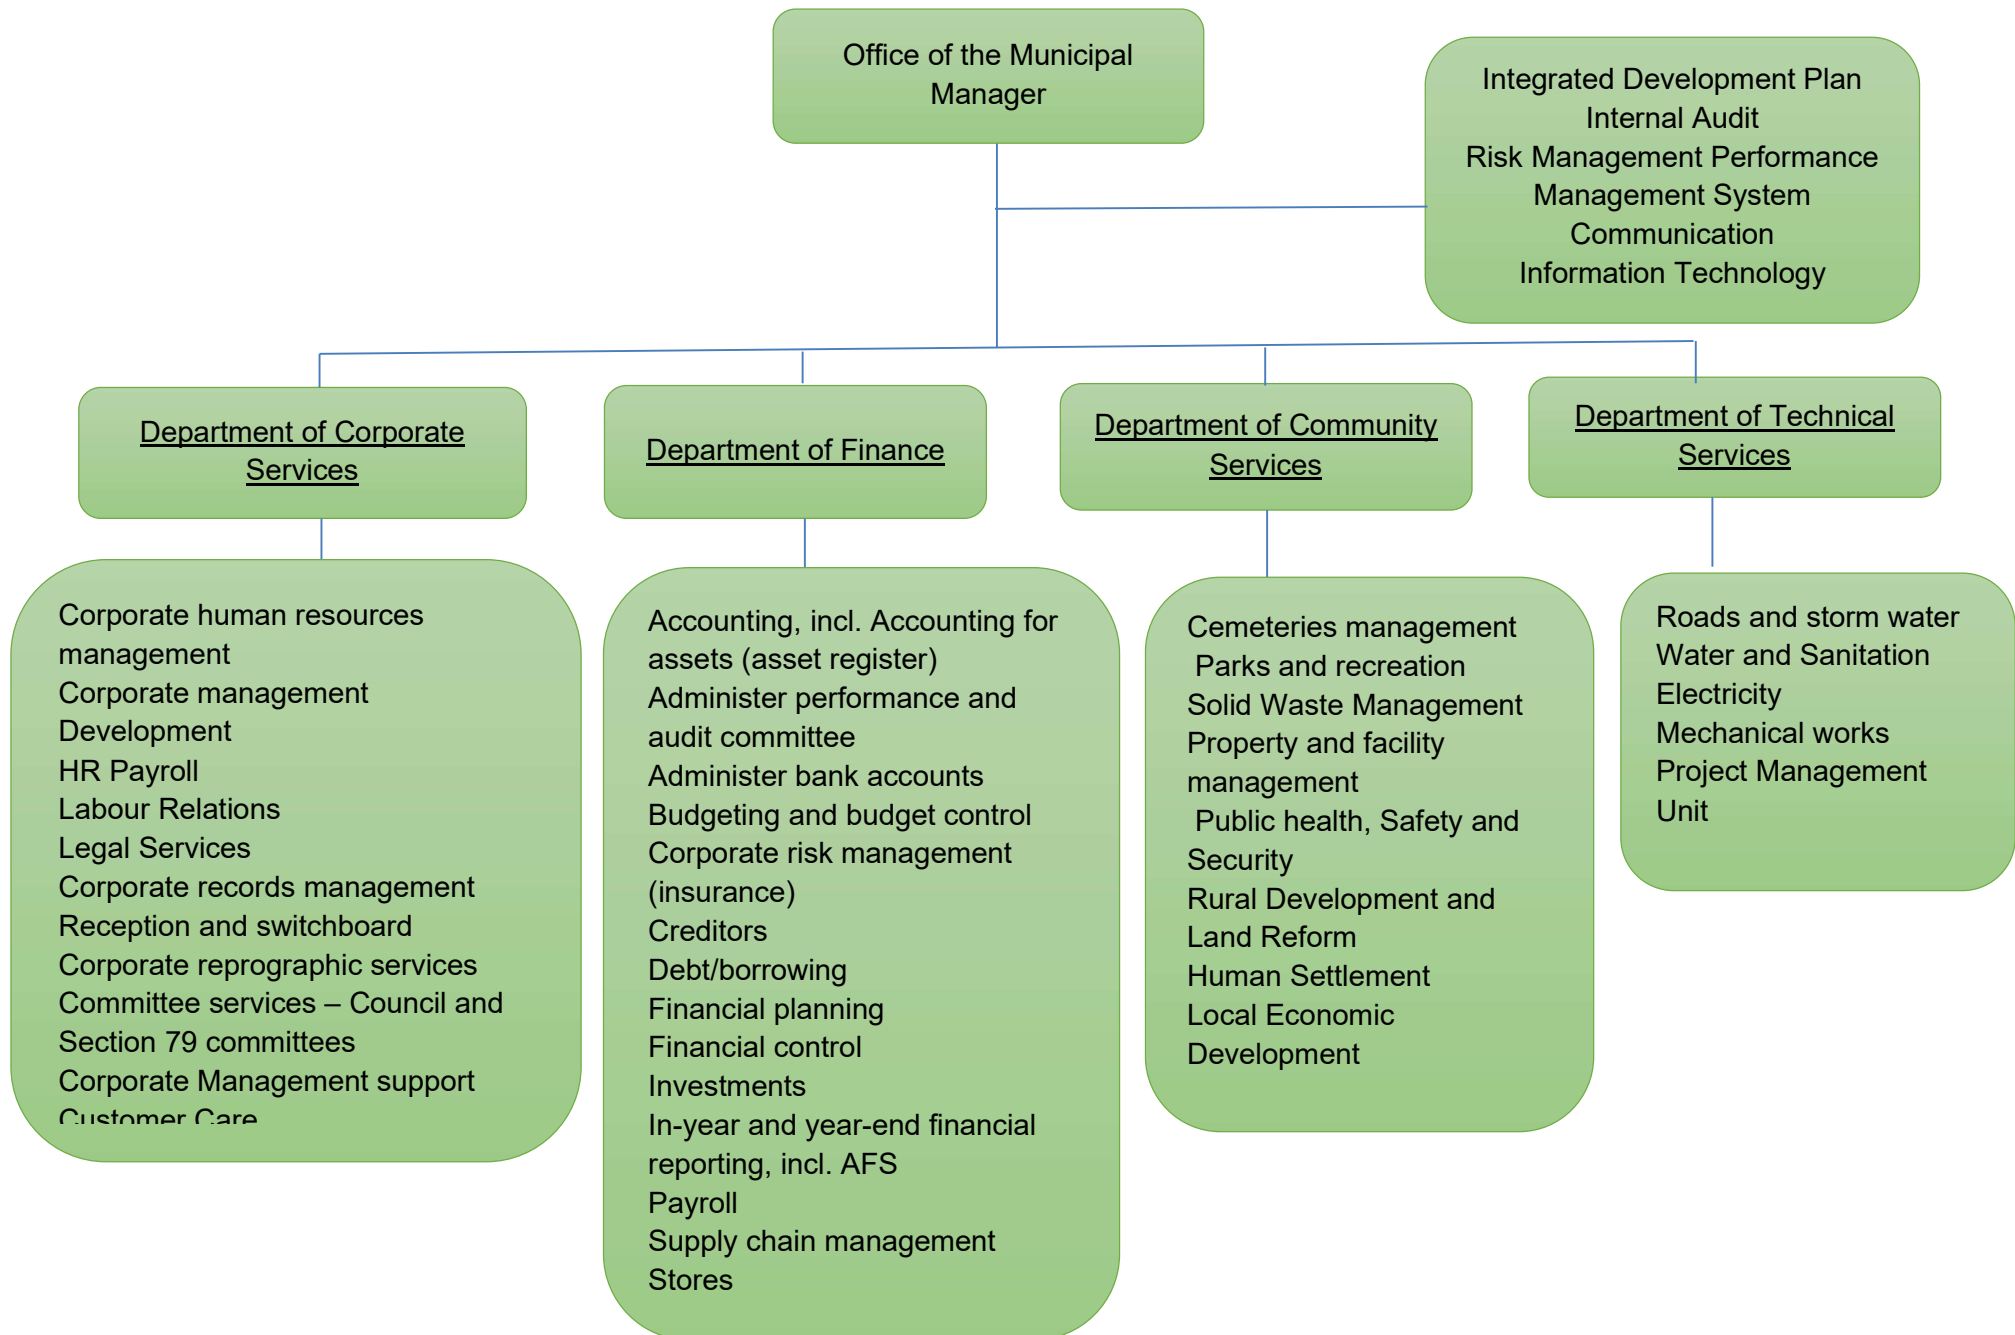 Office of the Municipal
Manager
Integrated Development Plan
Internal Audit
Risk Management Performance
Management System
Communication
Information Technology
Department of Corporate
Services
Department of Finance
Department of Community
Services
Department of Technical
Services
Corporate human resources
management
Corporate management
Development
HR Payroll
Labour Relations
Legal Services
Corporate records management
Reception and switchboard
Corporate reprographic services
Committee services – Council and
Section 79 committees
Corporate Management support
Customer Care
Accounting, incl. Accounting for
assets (asset register)
Administer performance and
audit committee
Administer bank accounts
Budgeting and budget control
Corporate risk management
(insurance)
Creditors
Debt/borrowing
Financial planning
Financial control
Investments
In-year and year-end financial
reporting, incl. AFS
Payroll
Supply chain management
Stores
Cemeteries management
Parks and recreation
Solid Waste Management
Property and facility
management
Public health, Safety and
Security
Rural Development and
Land Reform
Human Settlement
Local Economic
Development
Roads and storm water
Water and Sanitation
Electricity
Mechanical works
Project Management
Unit